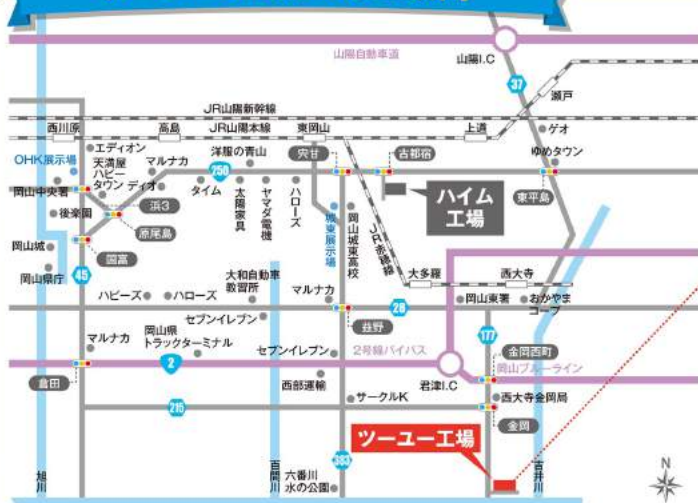 山陽自動車道
山陽I.C
37
瀬戸
JR山陽新幹線
西川原
高島
JR山陽本線
東岡山
上道
ゲオ
エディオン
OHK展示場
天満屋
ハピー
タウン
マルナカ
ディオ
洋服の青山
250
宍甘
古都宿
ゆめタウン
岡山中央署
タイム
太陽家具
ヤマダ電機
ハローズ
東平島
ハイム
工場
浜3
後楽園
原尾島
城東展示場
岡山城東高校
JR赤穂線
岡山城
国富
岡山県庁
45
大和自動車
教習所
大多羅
西大寺
ハピーズ
ハローズ
マルナカ
28
岡山東署
おかやま
コープ
セブンイレブン
益野
177
マルナカ
岡山県
トラックターミナル
セブンイレブン
2号線バイパス
金岡西町
2
岡山ブルーライン
倉田
西部運輸
君津I.C
サークルK
西大寺金岡局
215
金岡
ツーユー工場
383
旭川
百間川
六番川
水の公園
吉井川
N